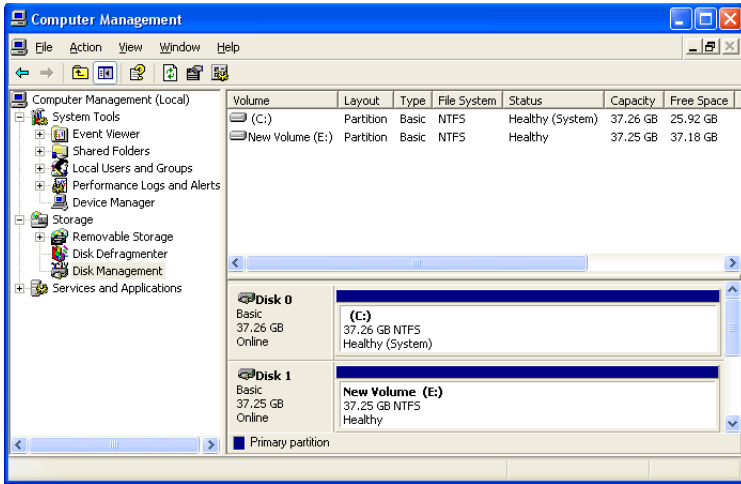 Computer Management
File Action View Window Help
Computer Management (Local)
System Tools
Event Viewer
Shared Folders
Local Users and Groups
Performance Logs and Alerts
Device Manager
Storage
Removable Storage
Disk Defragmenter
Disk Management
Services and Applications
Volume Layout Type File System Status Capacity Free Space
(C:) Partition Basic NTFS Healthy (System) 37.26 GB 25.92 GB
New Volume (E:) Partition Basic NTFS Healthy 37.25 GB 37.18 GB
Disk 0
Basic
37.26 GB
Online
(C:)
37.26 GB NTFS
Healthy (System)
Disk 1
Basic
37.25 GB
Online
New Volume (E:)
37.25 GB NTFS
Healthy
Primary partition